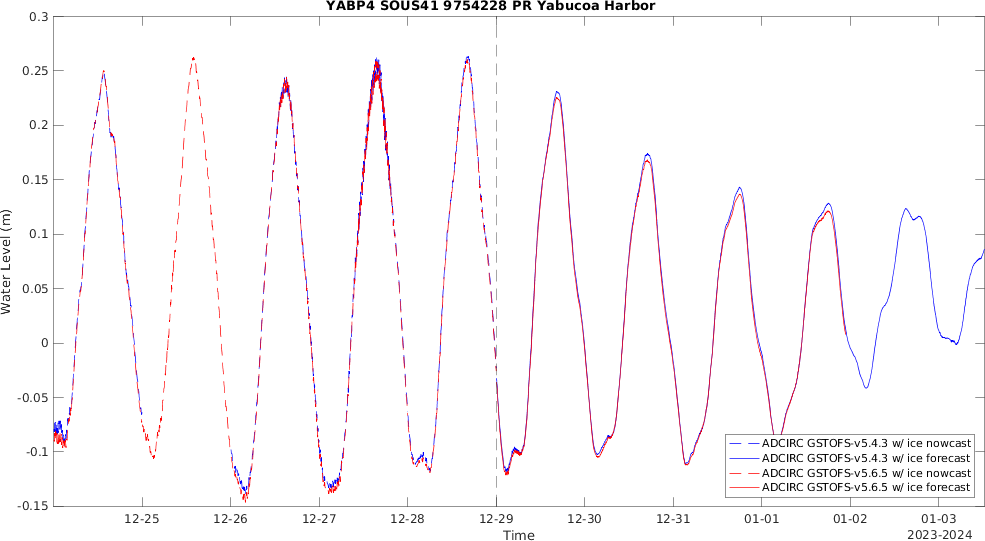 YABP4 SOUS41 9754228 PR Yabucoa Harbor
0.3
0.25
0.2
0.15
0.1
0.05
0
-0.05
-0.1
-0.15
Water Level (m)
12-25 12-26 12-27 12-28 12-29 12-30 12-31 01-01 01-02 01-03
Time
2023-2024
ADCIRC GSTOFS-v5.4.3 w/ ice nowcast
ADCIRC GSTOFS-v5.4.3 w/ ice forecast
ADCIRC GSTOFS-v5.6.5 w/ ice nowcast
ADCIRC GSTOFS-v5.6.5 w/ ice forecast